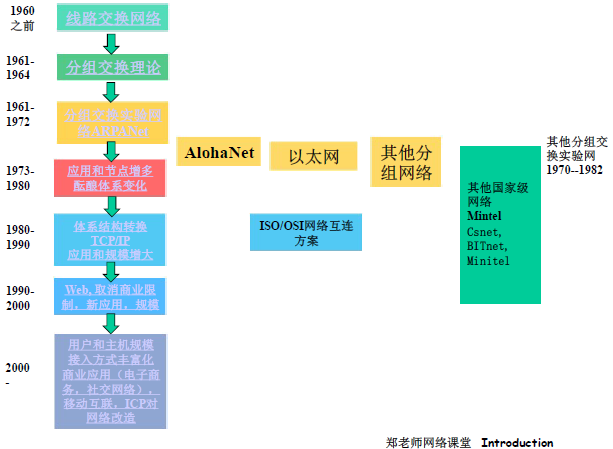 1960
之前
线路交换网络
1961-
1964
分组交换理论
1961-
1972
分组交换实验网
络ARPANet
AlohaNet
以太网
其他分
组网络
其他分组交
换实验网
1970--1982
1973-
1980
应用和节点增多
酝酿体系变化
其他国家级
网络
Mintel
Csnet,
BITnet,
Minitel
1980-
1990
体系结构转换
TCP/IP
应用和规模增大
ISO/OSI网络互连
方案
1990-
2000
Web,取消商业限
制，新应用，规模
2000
-
用户和主机规模
接入方式丰富化
商业应用（电子商
务，社交网络），
移动互联，ICP对
网络改造
郑老师网络课堂 Introduction